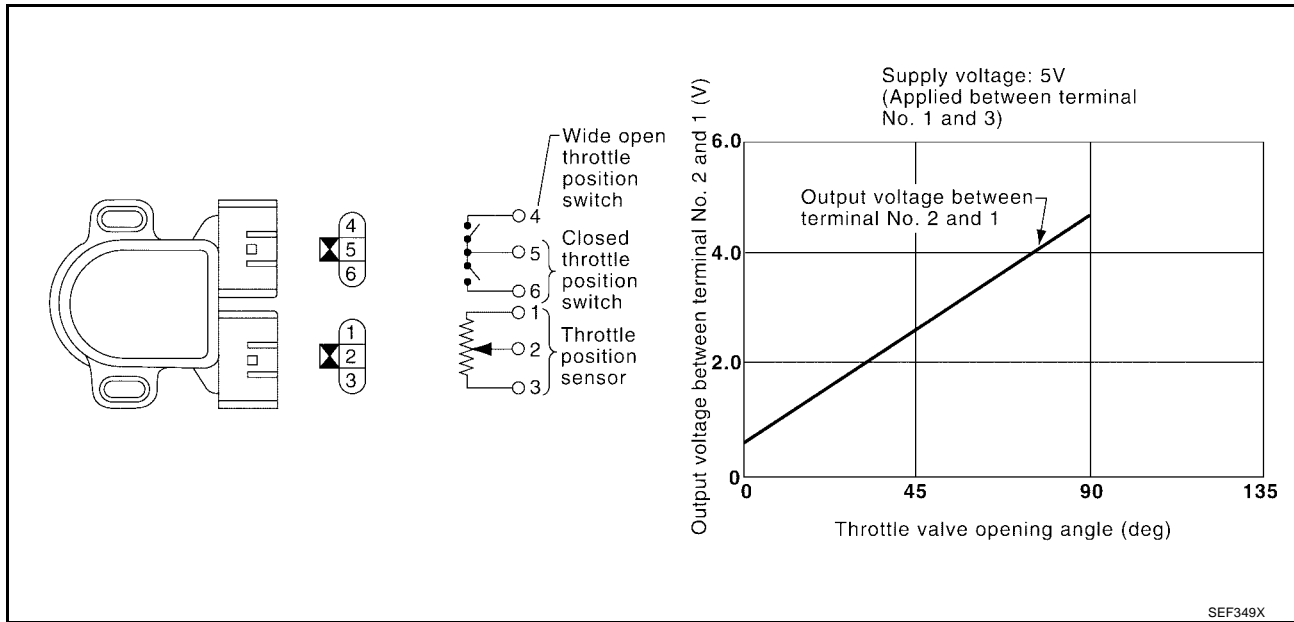 4
5
6
1
2
3
Wide open
throttle
position
switch
4
5
6
Closed
throttle
position
switch
1
2
3
Throttle
position
sensor
Supply voltage: 5V
(Applied between terminal
No. 1 and 3)
Output voltage between terminal No. 2 and 1 (V)
6.0
4.0
2.0
0
Output voltage between
terminal No. 2 and 1
0 45 90 135
Throttle valve opening angle (deg)
SEF349X